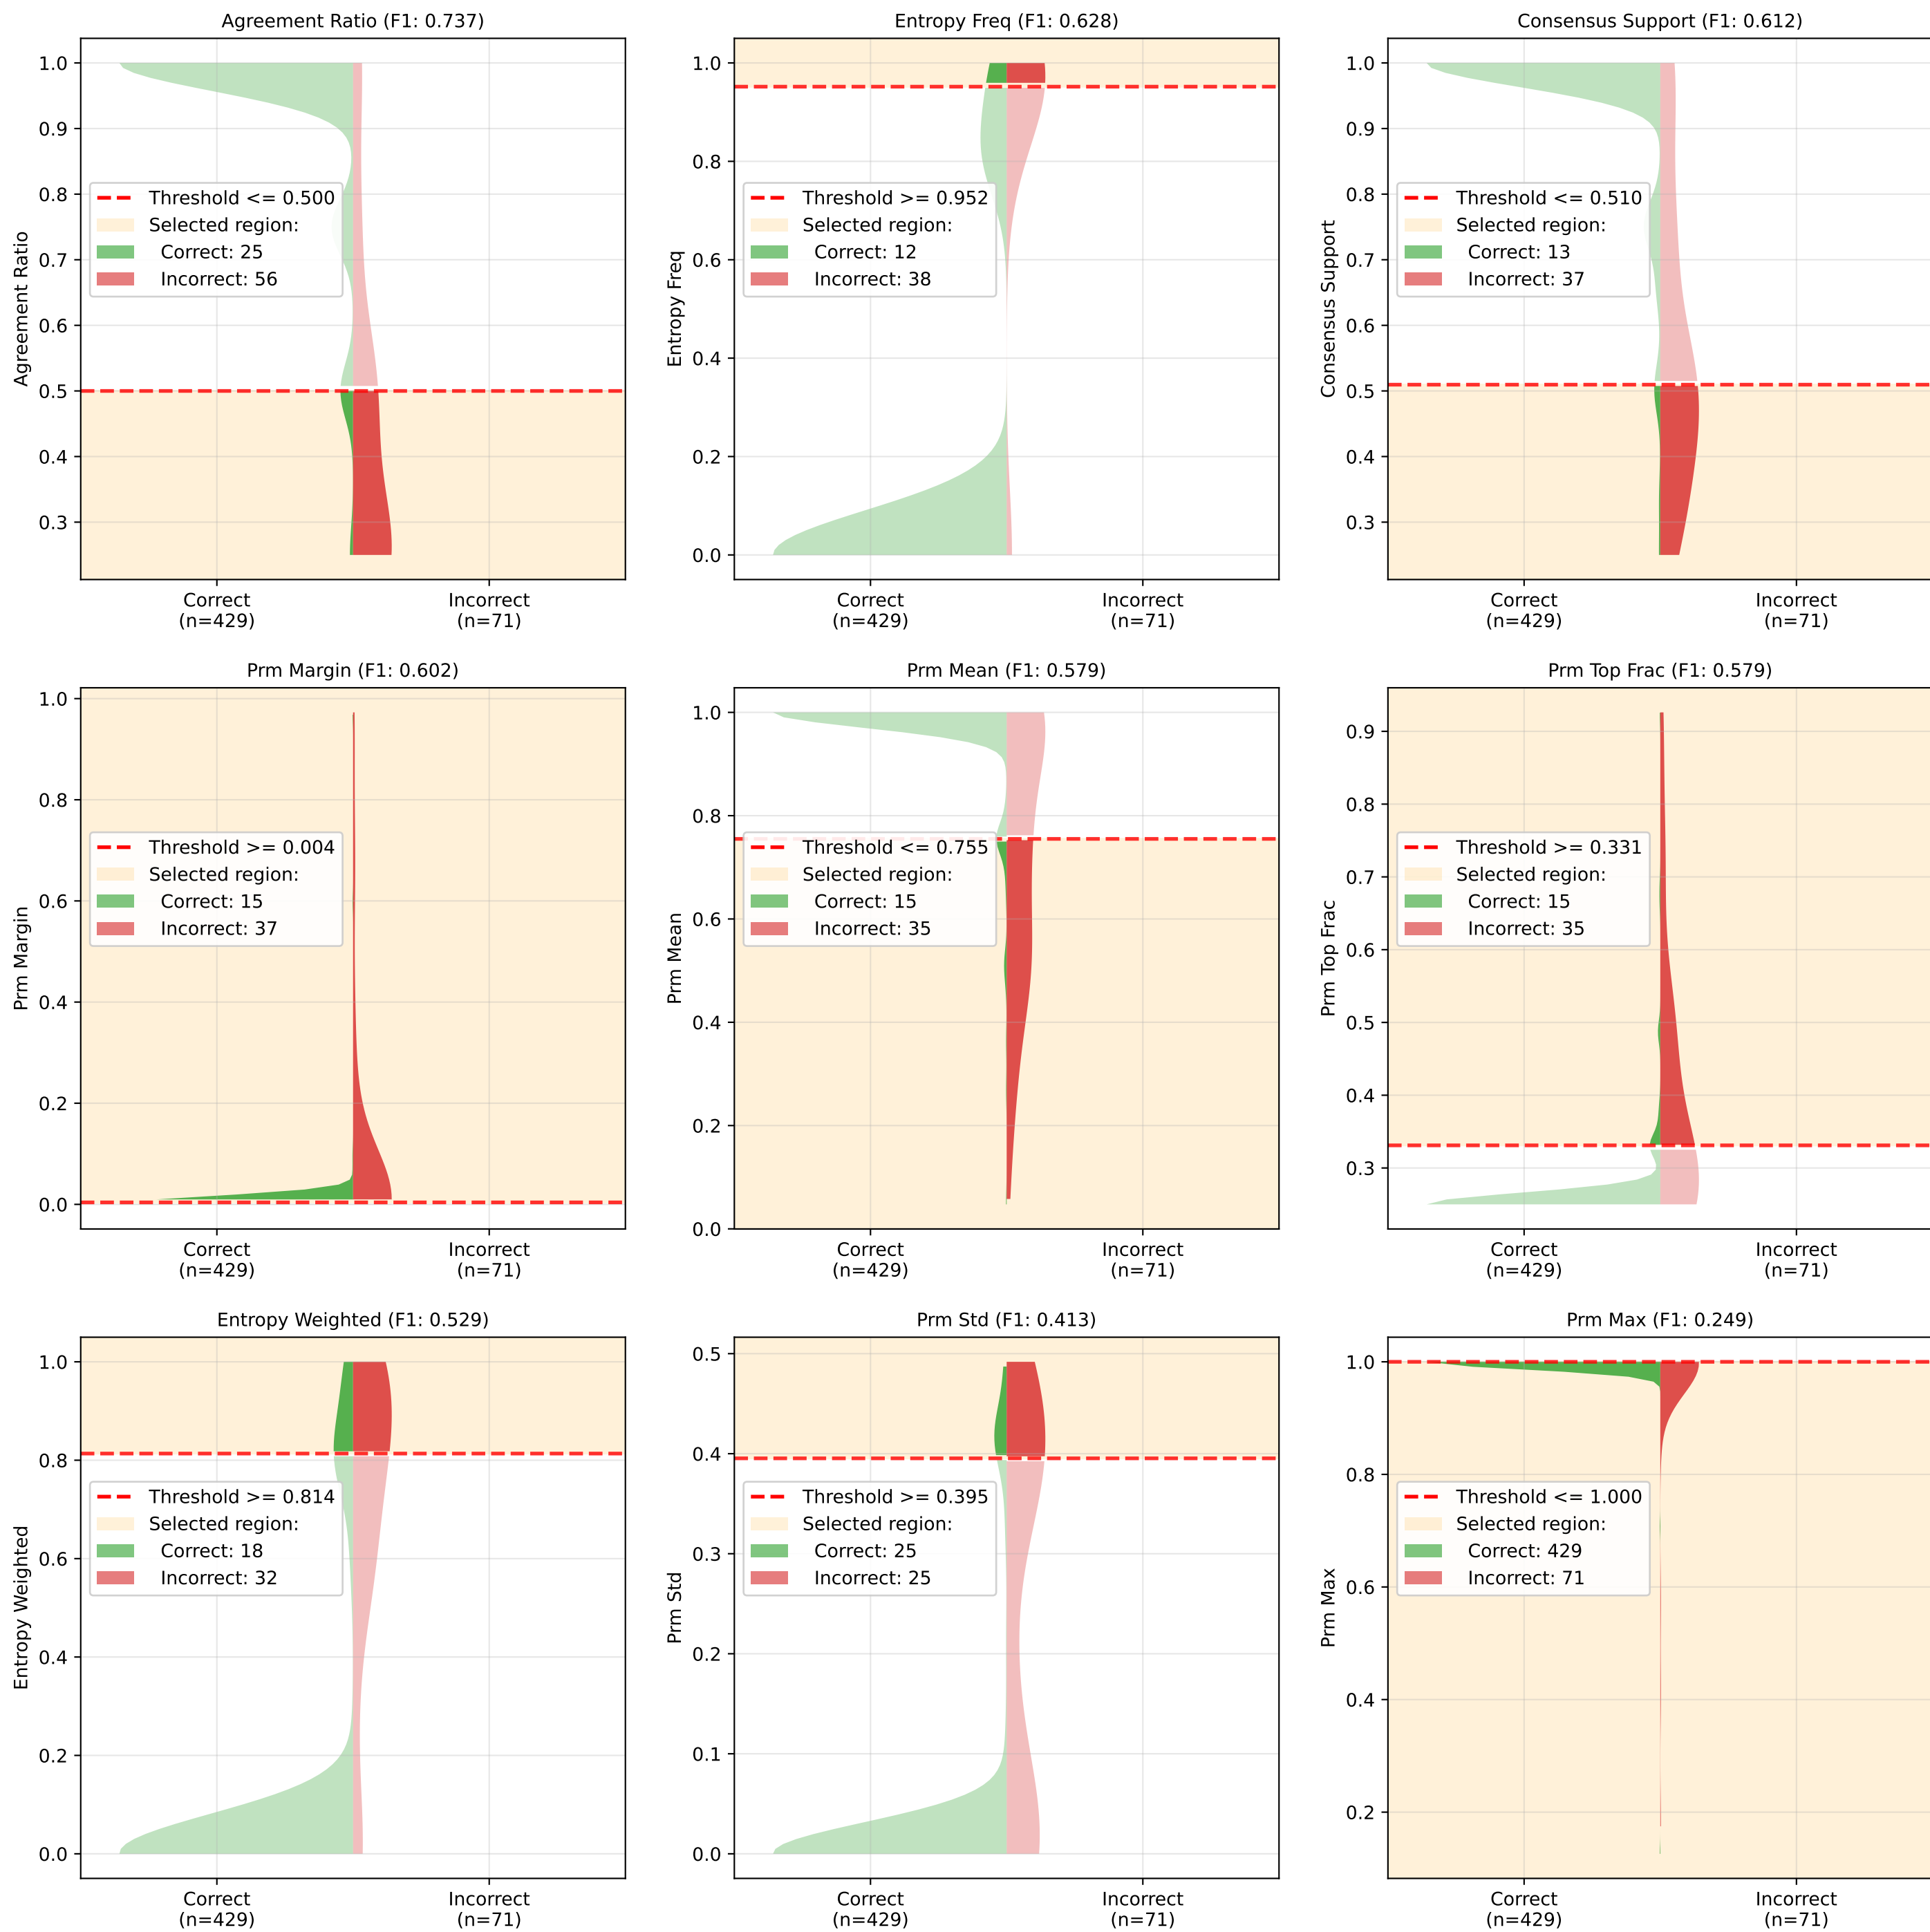 Agreement Ratio (F1: 0.737)
Agreement Ratio
1.0
0.9
0.8
0.7
0.6
0.5
0.4
0.3
Threshold <= 0.500
Selected region:
Correct: 25
Incorrect: 56
Correct
(n=429)
Incorrect
(n=71)
Entropy Freq (F1: 0.628)
Entropy Freq
1.0
0.8
0.6
0.4
0.2
0.0
Threshold >= 0.952
Selected region:
Correct: 12
Incorrect: 38
Correct
(n=429)
Incorrect
(n=71)
Consensus Support (F1: 0.612)
Consensus Support
1.0
0.9
0.8
0.7
0.6
0.5
0.4
0.3
Threshold <= 0.510
Selected region:
Correct: 13
Incorrect: 37
Correct
(n=429)
Incorrect
(n=71)
Prm Margin (F1: 0.602)
Prm Margin
1.0
0.8
0.6
0.4
0.2
0.0
Threshold >= 0.004
Selected region:
Correct: 15
Incorrect: 37
Correct
(n=429)
Incorrect
(n=71)
Prm Mean (F1: 0.579)
Prm Mean
1.0
0.8
0.6
0.4
0.2
0.0
Threshold <= 0.755
Selected region:
Correct: 15
Incorrect: 35
Correct
(n=429)
Incorrect
(n=71)
Prm Top Frac (F1: 0.579)
Prm Top Frac
0.9
0.8
0.7
0.6
0.5
0.4
0.3
Threshold >= 0.331
Selected region:
Correct: 15
Incorrect: 35
Correct
(n=429)
Incorrect
(n=71)
Entropy Weighted (F1: 0.529)
Entropy Weighted
1.0
0.8
0.6
0.4
0.2
0.0
Threshold >= 0.814
Selected region:
Correct: 18
Incorrect: 32
Correct
(n=429)
Incorrect
(n=71)
Prm Std (F1: 0.413)
Prm Std
0.5
0.4
0.3
0.2
0.1
0.0
Threshold >= 0.395
Selected region:
Correct: 25
Incorrect: 25
Correct
(n=429)
Incorrect
(n=71)
Prm Max (F1: 0.249)
Prm Max
1.0
0.8
0.6
0.4
0.2
Threshold <= 1.000
Selected region:
Correct: 429
Incorrect: 71
Correct
(n=429)
Incorrect
(n=71)